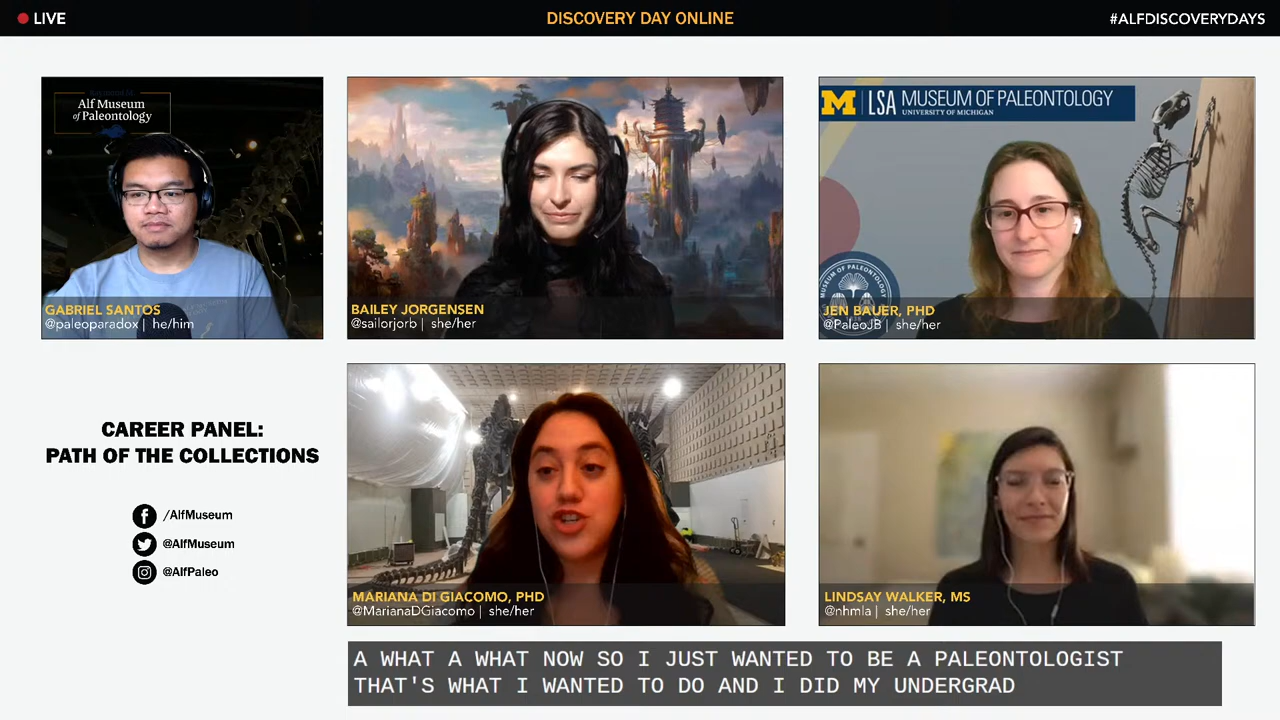 LIVE
DISCOVERY DAY ONLINE
#ALFDISCOVERYDAYS
Alf Museum
of Paleontology
GABRIEL SANTOS
@paleoparadox | he/him
BAILEY JORGENSEN
@sailorjorb | she/her
M LSA MUSEUM OF PALEONTOLOGY
UNIVERSITY OF MICHIGAN
MUSEUM OF PALEONTOLOGY
JEN BAUER, PHD
@PaleoJB | she/her
CAREER PANEL:
PATH OF THE COLLECTIONS
/AlfMuseum
@AlfMuseum
@AlfPaleo
MARIANA DI GIACOMO, PHD
@MarianaDGiacomo | she/her
LINDSAY WALKER, MS
@nhmla | she/her
A WHAT A WHAT NOW SO I JUST WANTED TO BE A PALEONTOLOGIST
THAT'S WHAT I WANTED TO DO AND I DID MY UNDERGRAD